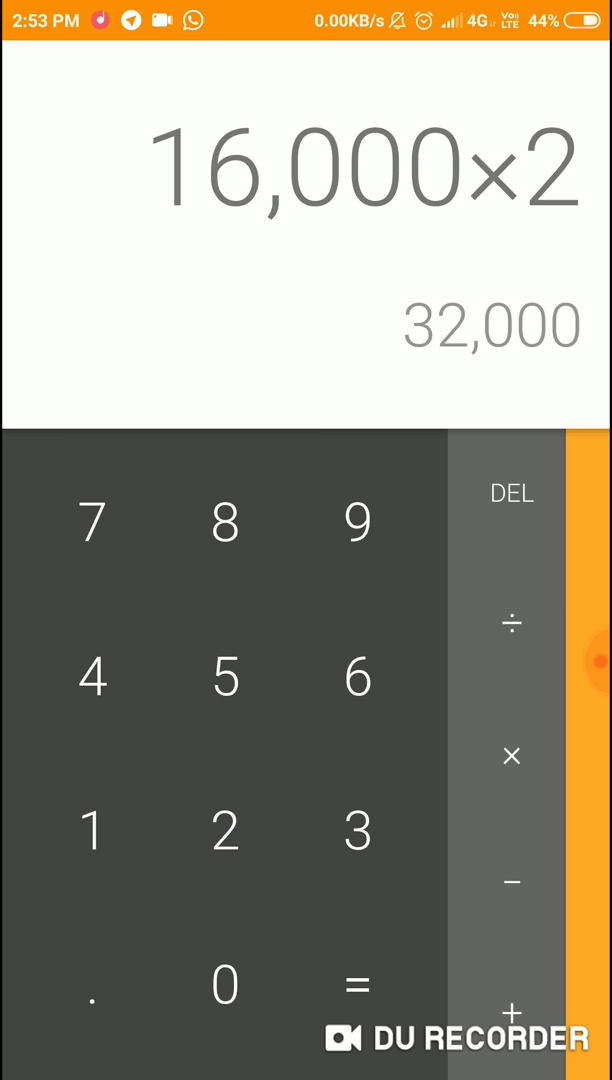 2:53 PM 0.00KB/s 4G Vo)) LTE 44%
16,000×2
32,000
7 8 9 DEL
÷
4 5 6
×
1 2 3
−
. 0 =
+
DU RECORDER